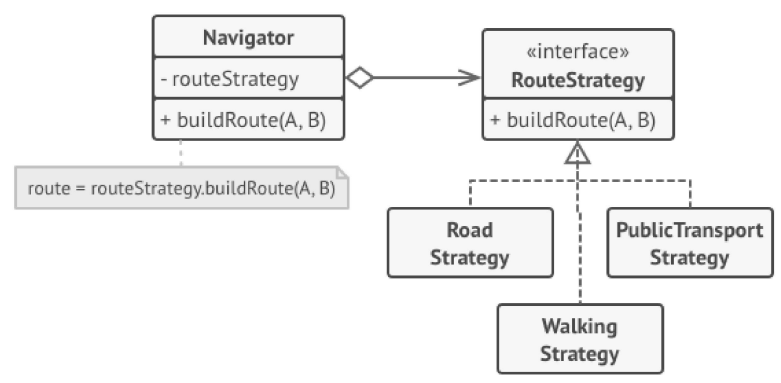 Navigator
- routeStrategy
+ buildRoute(A, B)
route = routeStrategy.buildRoute(A, B)
«interface»
RouteStrategy
+ buildRoute(A, B)
Road
Strategy
PublicTransport
Strategy
Walking
Strategy